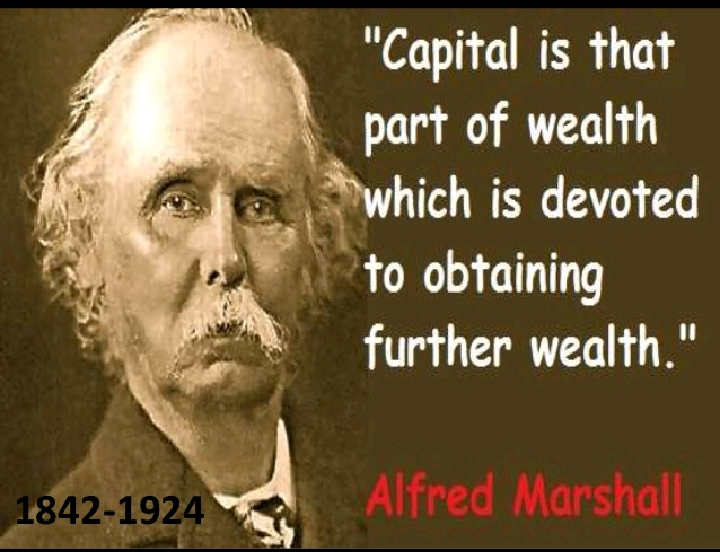 "Capital is that
part of wealth
which is devoted
to obtaining
further wealth."
Alfred Marshall
1842-1924